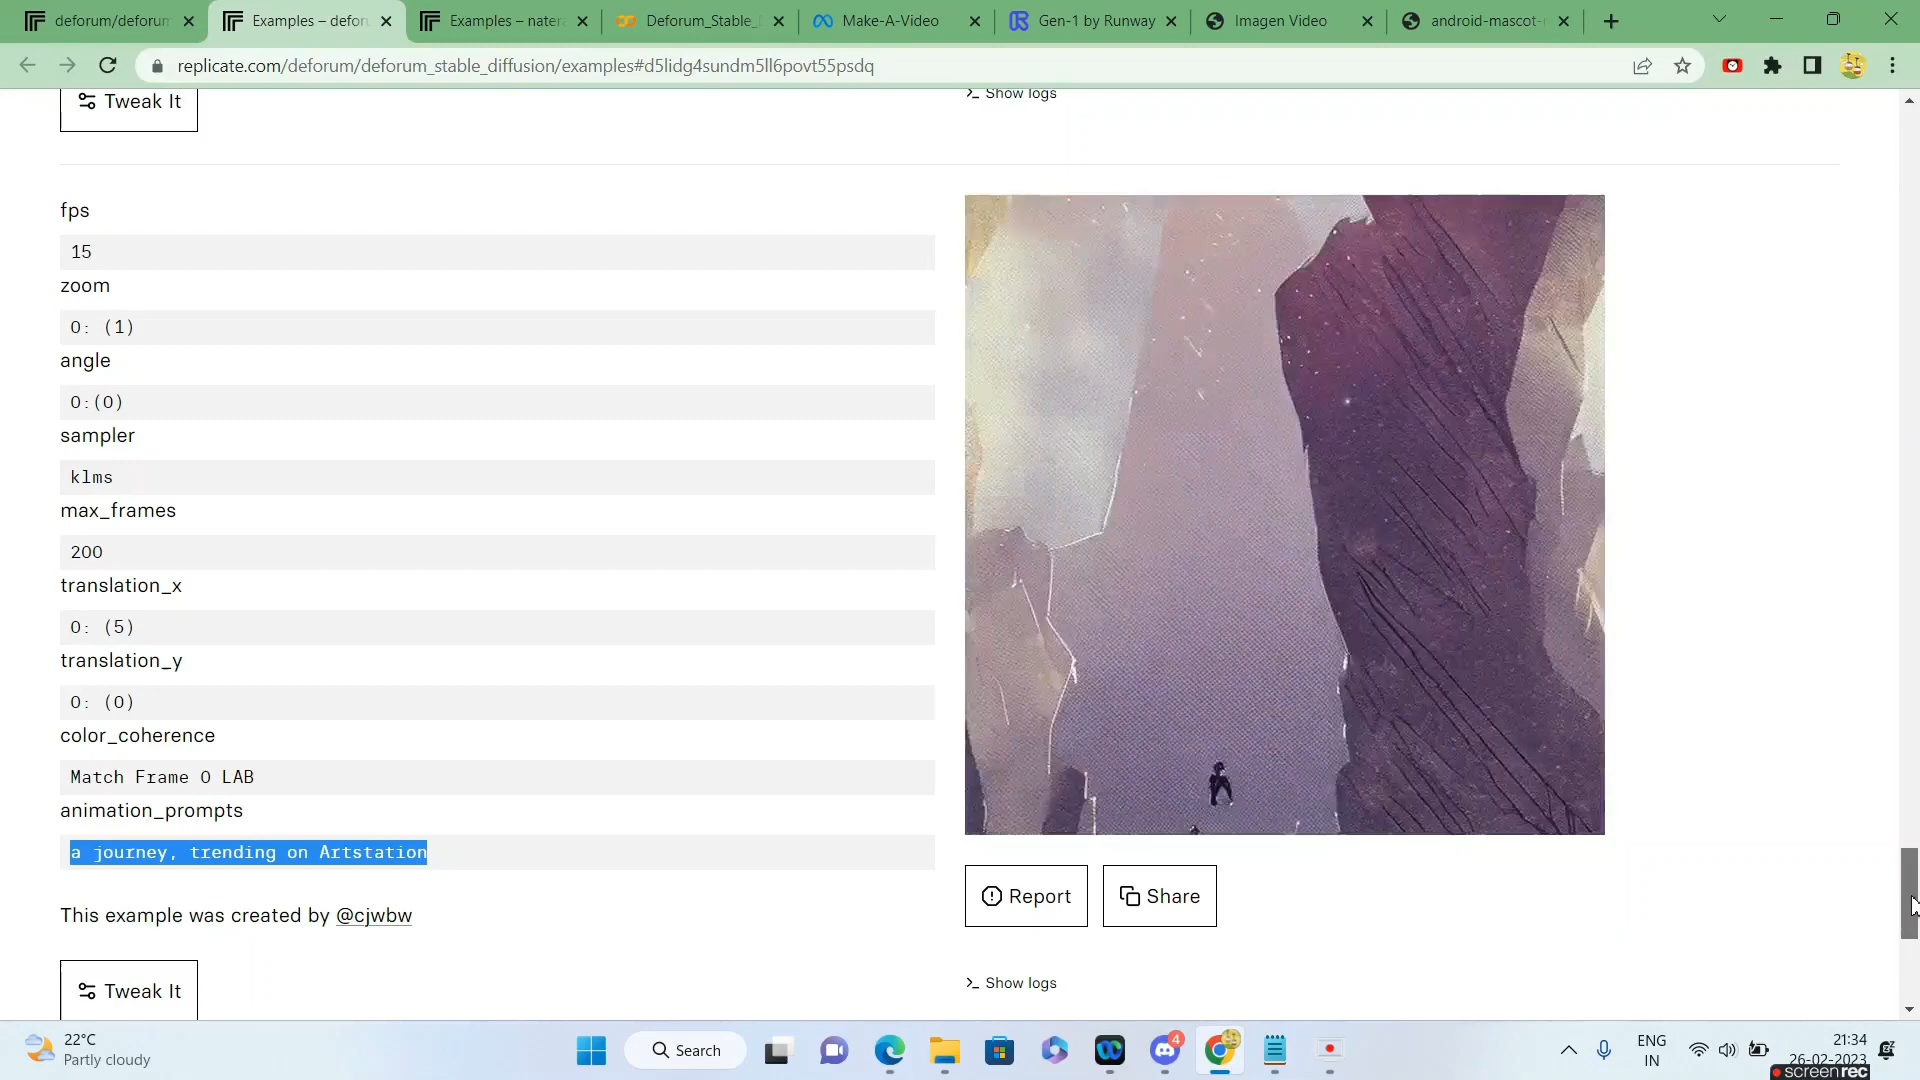 deforum/deforum
Examples – defor
Examples – natera
Deforum_Stable_D
Make-A-Video
Gen-1 by Runway
Imagen Video
android-mascot-
replicate.com/deforum/deforum_stable_diffusion/examples#d5lidg4sundm5ll6povt55psdq
Tweak It
>_ Show logs
fps
15
zoom
0: (1)
angle
0:(0)
sampler
klms
max_frames
200
translation_x
0: (5)
translation_y
0: (0)
color_coherence
Match Frame 0 LAB
animation_prompts
a journey, trending on Artstation
Report
Share
This example was created by @cjwbw
Tweak It
>_ Show logs
22°C
Partly cloudy
Search
4
ENG
IN
21:34
26-02-2023
screenrec